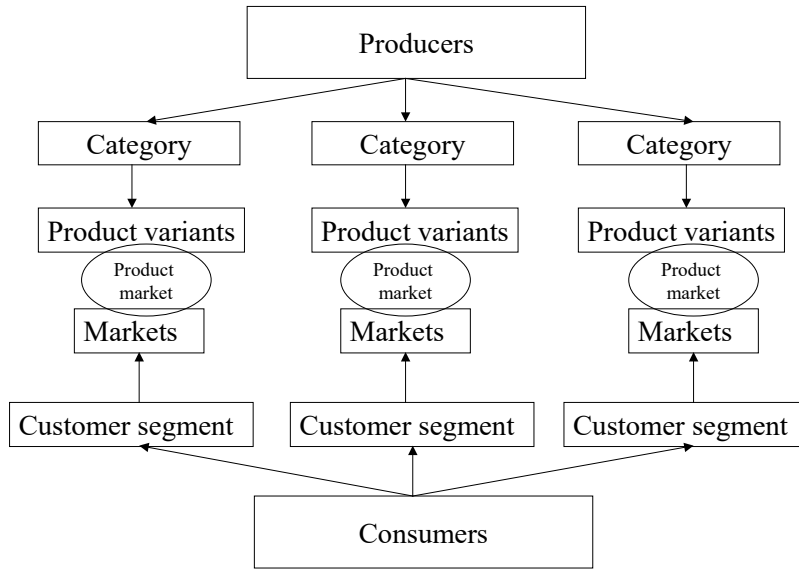 Producers
Category
Category
Category
Product variants
Product variants
Product variants
Product
market
Product
market
Product
market
Markets
Markets
Markets
Customer segment
Customer segment
Customer segment
Consumers